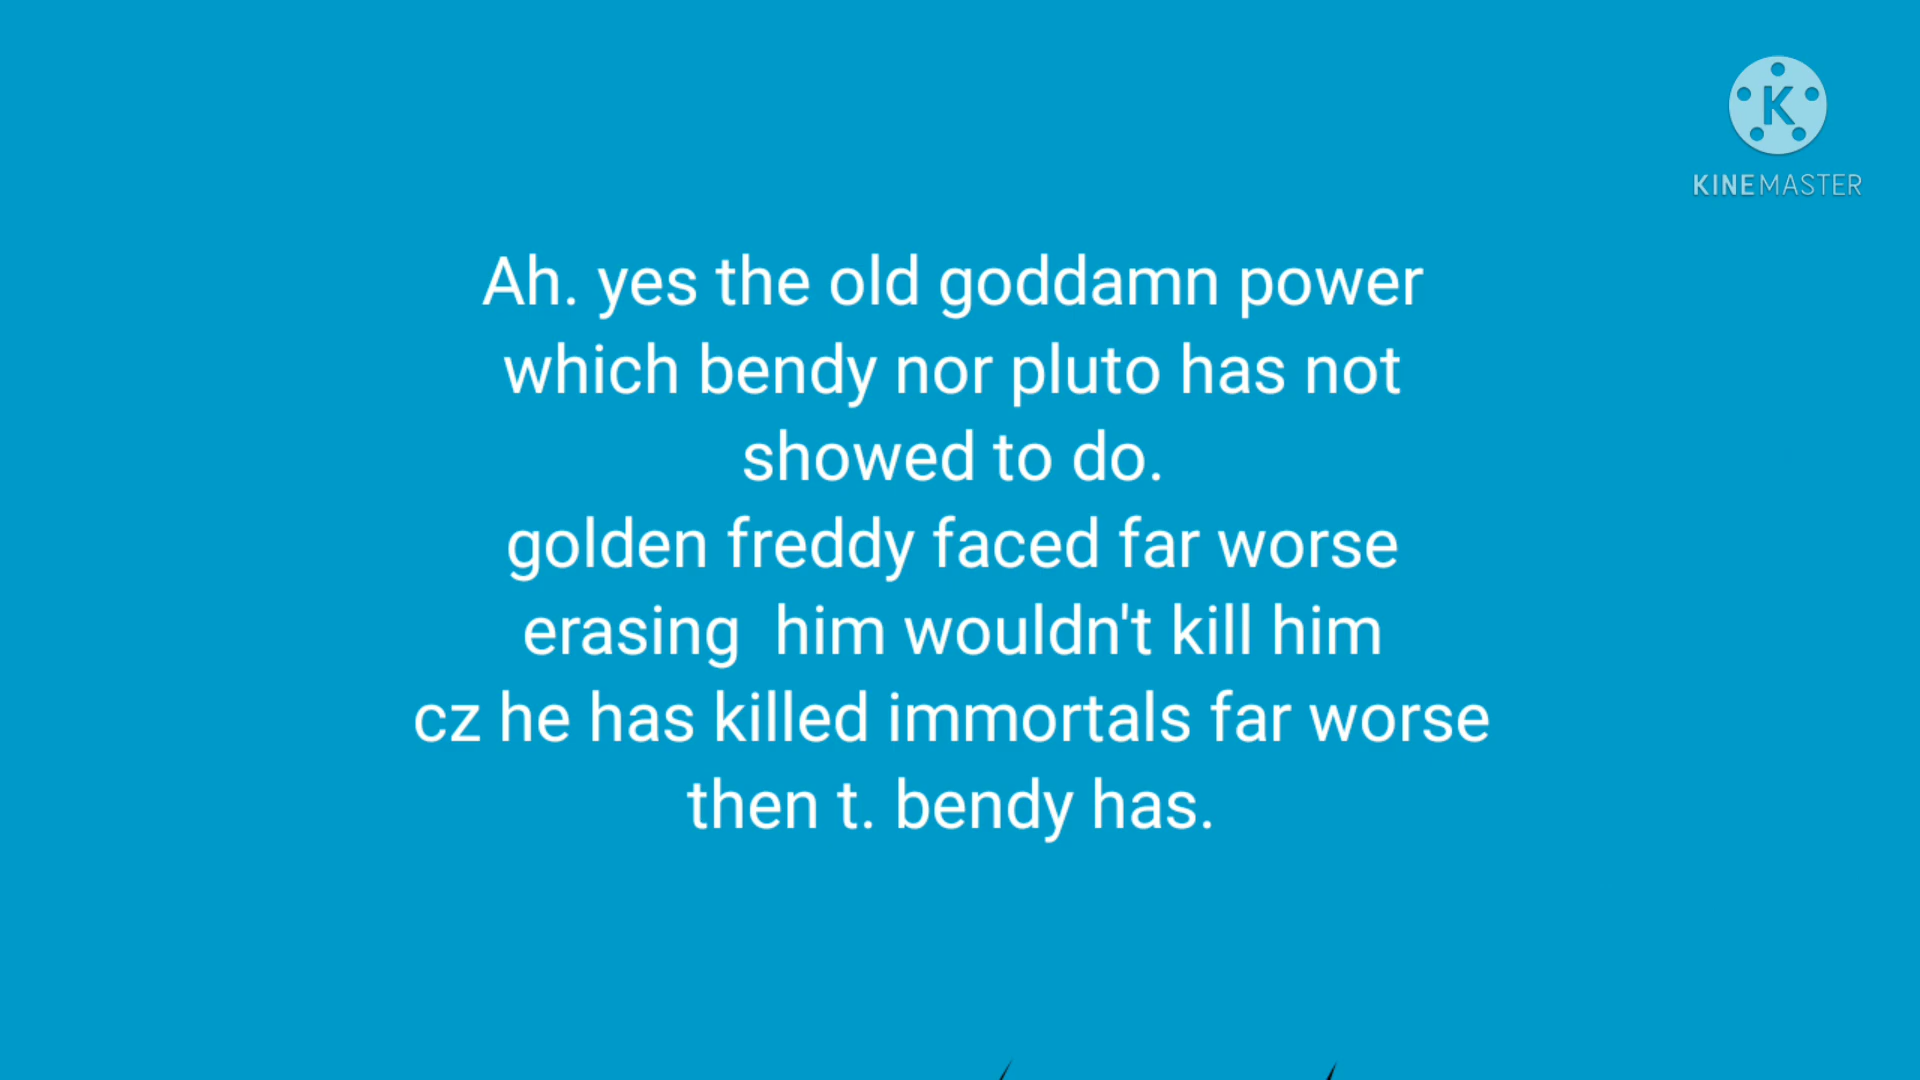 K
KINEMASTER
Ah. yes the old goddamn power
which bendy nor pluto has not
showed to do.
golden freddy faced far worse
erasing  him wouldn't kill him
cz he has killed immortals far worse
then t. bendy has.